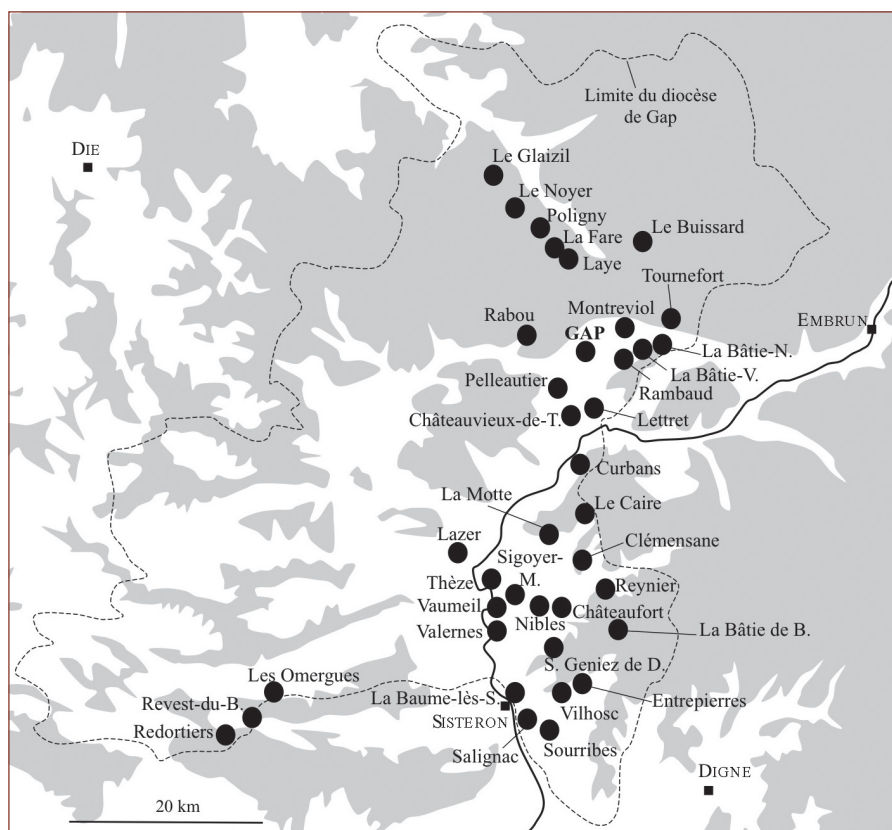 Limite du diocèse
de Gap
DIE
Le Glaizil
Le Noyer
Poligny
La Fare
Le Buissard
Laye
Tournefort
Montreviol
Rabou
EMBRUN
GAP
La Bâtie-N.
La Bâtie-V.
Pelleautier
Rambaud
Châteauvieux-de-T.
Lettret
Curbans
La Motte
Le Caire
Lazer
Clémensane
Sigoyer-
M.
Thèze
Reynier
Vaumeil
Nibles
Châteaufort
Valernes
La Bâtie de B.
S. Geniez de D.
Les Omergues
La Baume-lès-S.
Entrepierres
Revest-du-B.
Vilhosc
SISTERON
Redortiers
Salignac
Sourribes
DIGNE
20 km